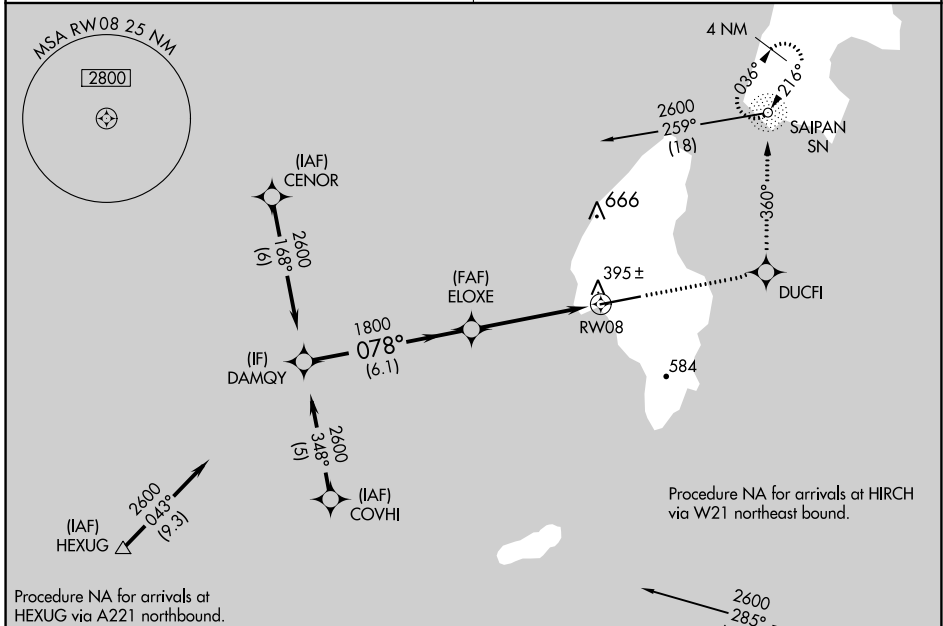 MSA RW08 25 NM
2800
4 NM
036°
216°
SAIPAN
SN
2600
259°
(18)
(IAF)
CENOR
2600
168°
(6)
666
360°
395±
(FAF)
ELOXE
DUCFI
RW08
1800
078°
(6.1)
(IF)
DAMQY
584
2600
348°
(5)
(IAF)
COVHI
2600
043°
(9.3)
(IAF)
HEXUG
Procedure NA for arrivals at HIRCH
via W21 northeast bound.
Procedure NA for arrivals at
HEXUG via A221 northbound.
2600
285°